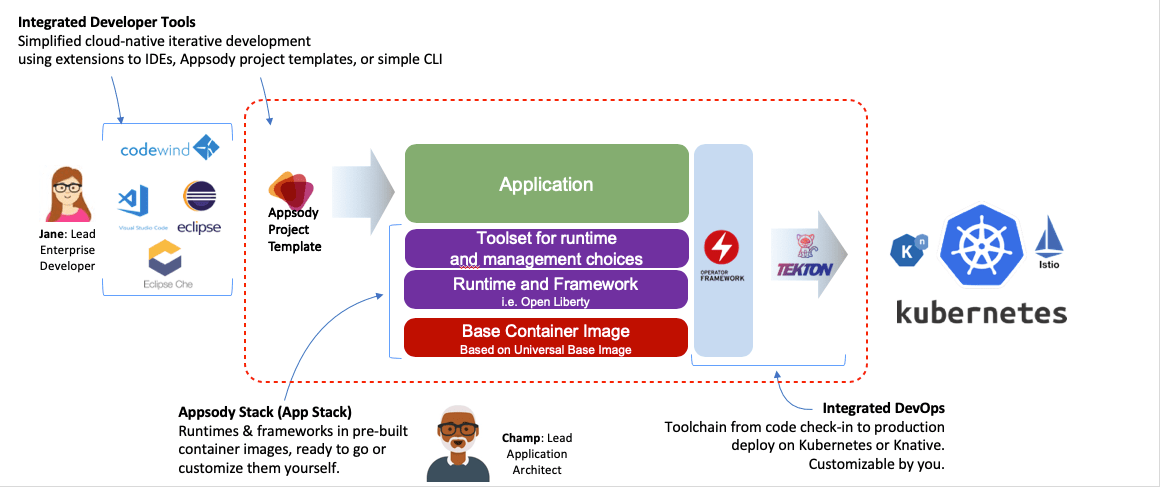 Integrated Developer Tools
Simplified cloud-native iterative development
using extensions to IDEs, Appsody project templates, or simple CLI
codewind
Visual Studio Code
eclipse
Eclipse Che
Jane: Lead
Enterprise
Developer
Appsody
Project
Template
Application
Toolset for runtime
and management choices
Runtime and Framework
i.e. Open Liberty
Base Container Image
Based on Universal Base Image
OPERATOR
FRAMEWORK
TEKTON
K
n
Istio
kubernetes
Appsody Stack (App Stack)
Runtimes & frameworks in pre-built
container images, ready to go or
customize them yourself.
Champ: Lead
Application
Architect
Integrated DevOps
Toolchain from code check-in to production
deploy on Kubernetes or Knative.
Customizable by you.